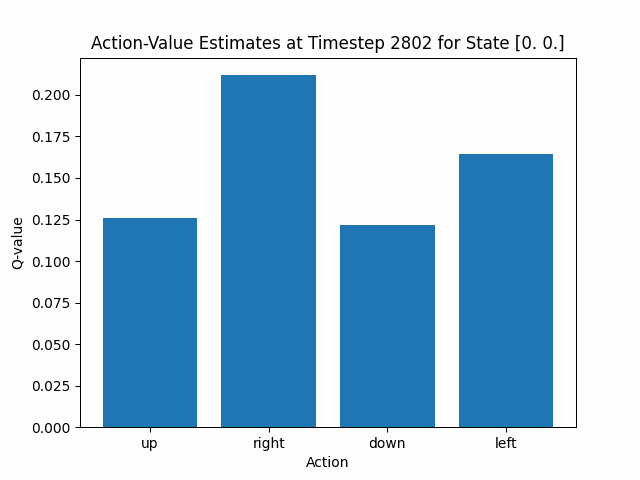 Action-Value Estimates at Timestep 2802 for State [0. 0.]
0.200
0.175
0.150
0.125
0.100
0.075
0.050
0.025
0.000
Q-value
up right down left
Action